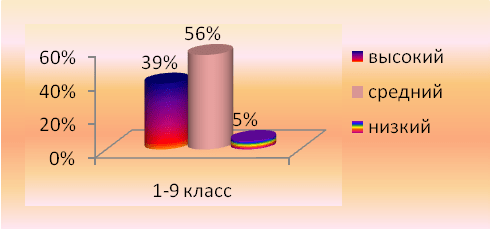 56%
60%
39%
40%
20%
5%
0%
1-9 класс
высокий
средний
низкий